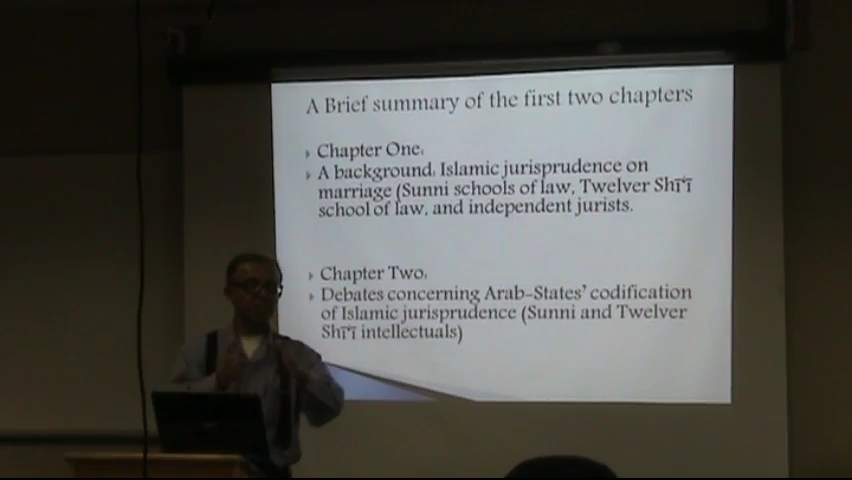 A Brief summary of the first two chapters
Chapter One:
A background: Islamic jurisprudence on
marriage (Sunni schools of law, Twelver Shī'ī
school of law, and independent jurists.
Chapter Two:
Debates concerning Arab-States' codification
of Islamic jurisprudence (Sunni and Twelver
Shī'ī intellectuals)